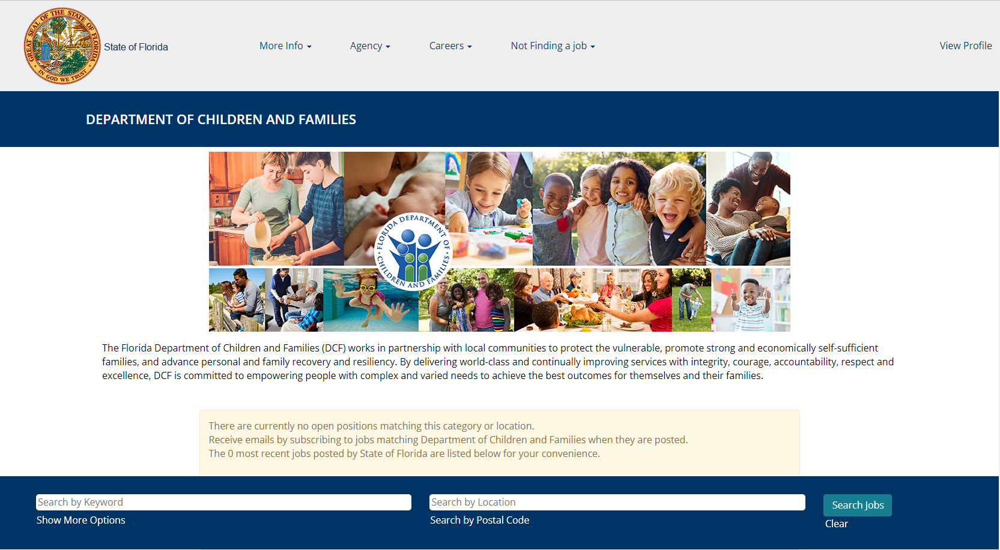 GREAT SEAL OF THE STATE OF FLORIDA
IN GOD WE TRUST
State of Florida
More Info
Agency
Careers
Not Finding a job
View Profile
DEPARTMENT OF CHILDREN AND FAMILIES
FLORIDA DEPARTMENT OF
CHILDREN AND FAMILIES
The Florida Department of Children and Families (DCF) works in partnership with local communities to protect the vulnerable, promote strong and economically self-sufficient
families, and advance personal and family recovery and resiliency. By delivering world-class and continually improving services with integrity, courage, accountability, respect and
excellence, DCF is committed to empowering people with complex and varied needs to achieve the best outcomes for themselves and their families.
There are currently no open positions matching this category or location.
Receive emails by subscribing to jobs matching Department of Children and Families when they are posted.
The 0 most recent jobs posted by State of Florida are listed below for your convenience.
Search by Keyword
Search by Location
Search Jobs
Show More Options
Search by Postal Code
Clear